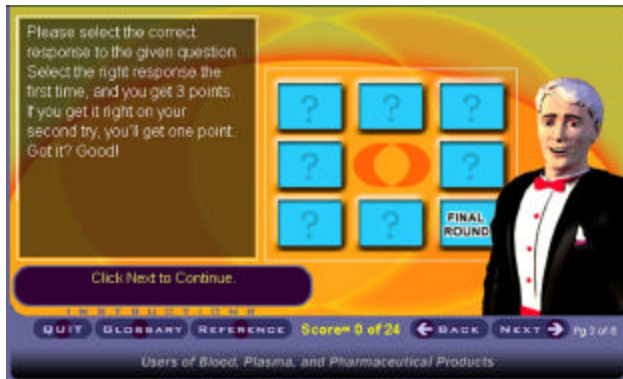 Please select the correct
response to the given question.
Select the right response the
first time, and you get 3 points.
If you get it right on your
second try, you'll get one point.
Got it? Good!
?
?
?
?
?
?
?
FINAL
ROUND
Click Next to Continue.
INSTRUCTIONS
QUIT GLOSSARY REFERENCE Score= 0 of 24 BACK NEXT Pg 3 of 8
Users of Blood, Plasma, and Pharmaceutical Products